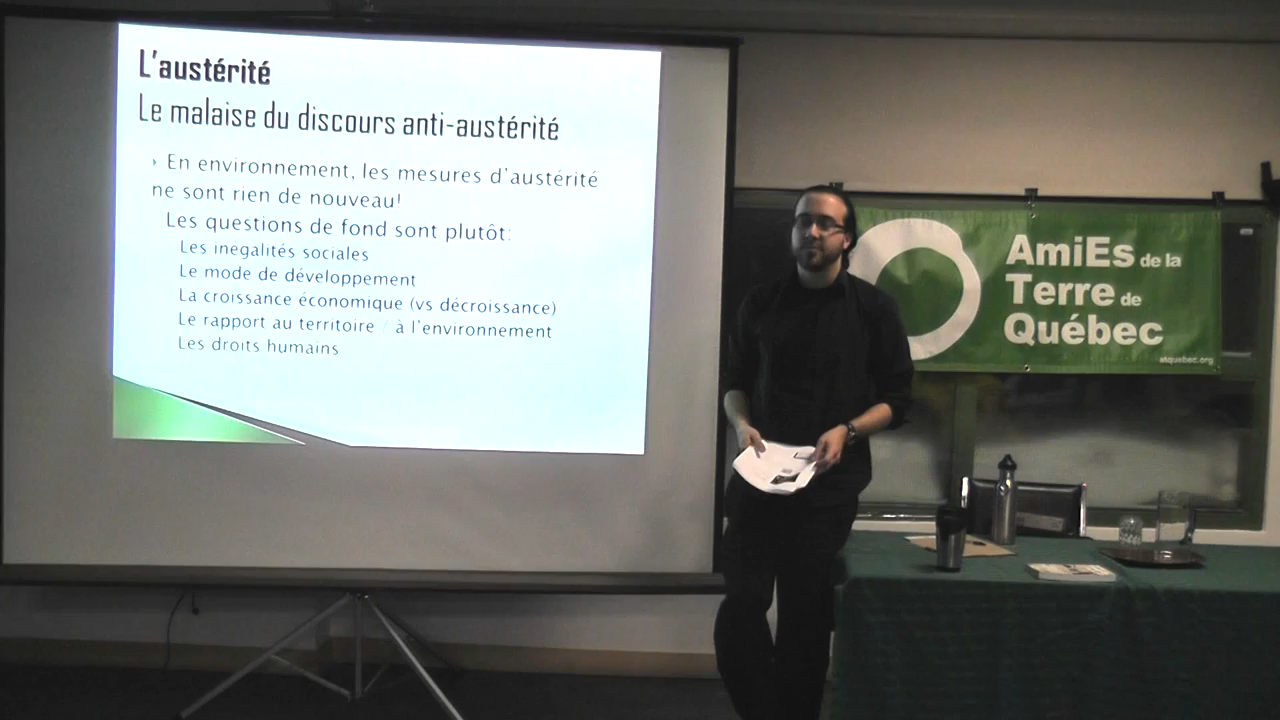 L'austérité
Le malaise du discours anti-austérité
En environnement, les mesures d'austérité
ne sont rien de nouveau!
Les questions de fond sont plutôt:
Les inegalités sociales
Le mode de développement
La croissance économique (vs décroissance)
Le rapport au territoire / à l'environnement
Les droits humains
AmiEs de la
Terre de
Québec
atquebec.org